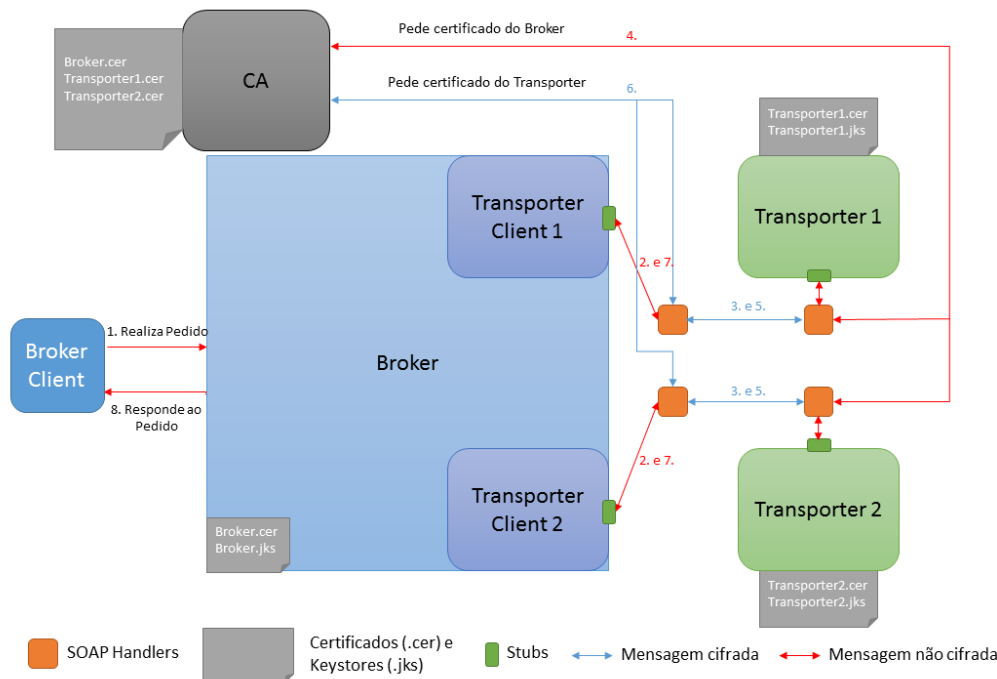 Pede certificado do Broker
4.
Broker.cer
Transporter1.cer
Transporter2.cer
CA
Pede certificado do Transporter
6.
Transporter1.cer
Transporter1.jks
Transporter
Client 1
Transporter 1
2. e 7.
3. e 5.
1. Realiza Pedido
Broker
Client
Broker
8. Responde ao
Pedido
3. e 5.
2. e 7.
Transporter
Client 2
Transporter 2
Broker.cer
Broker.jks
Transporter2.cer
Transporter2.jks
SOAP Handlers
Certificados (.cer) e
Keystores (.jks)
Stubs
Mensagem cifrada
Mensagem não cifrada